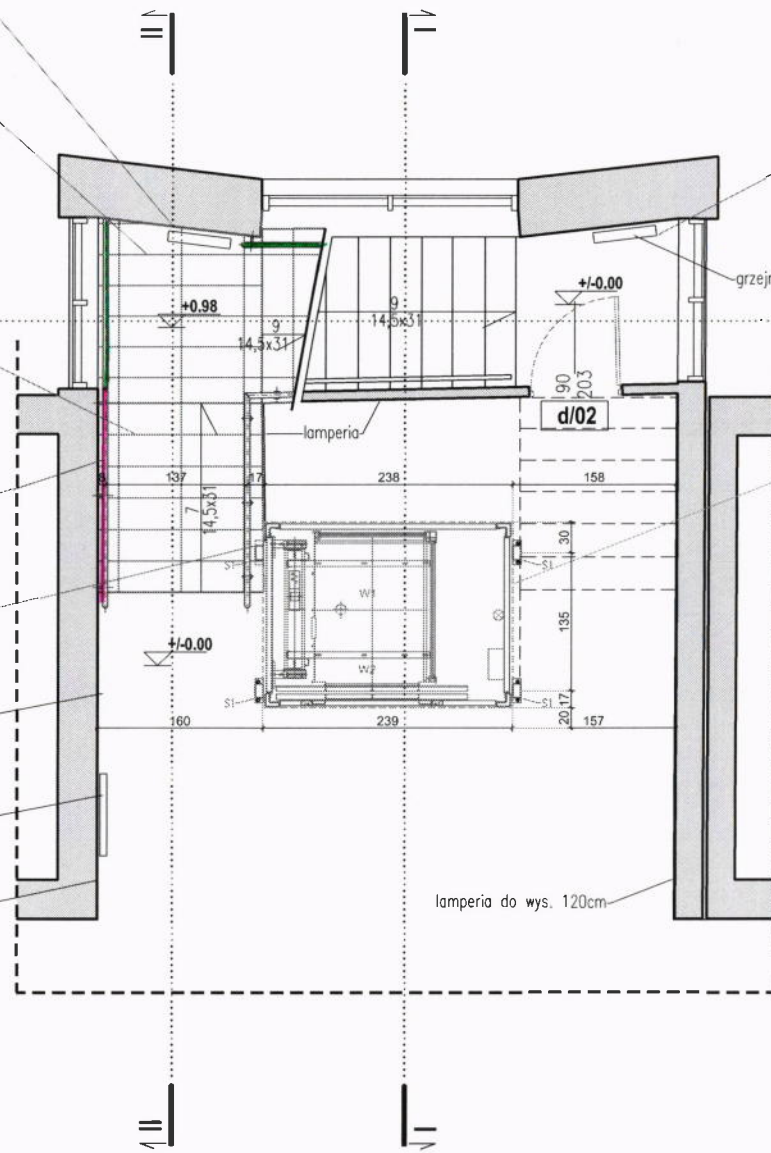 II
I
+0.98
+/-0.00
grzejn
9
14,5x31
9
14,5x31
90
203
d/02
lamperia
8
137
17
238
158
7
14,5x31
30
S1
S1
W1
135
+/-0.00
W2
S1
S1
17
20
160
239
157
lamperia do wys. 120cm
II
I